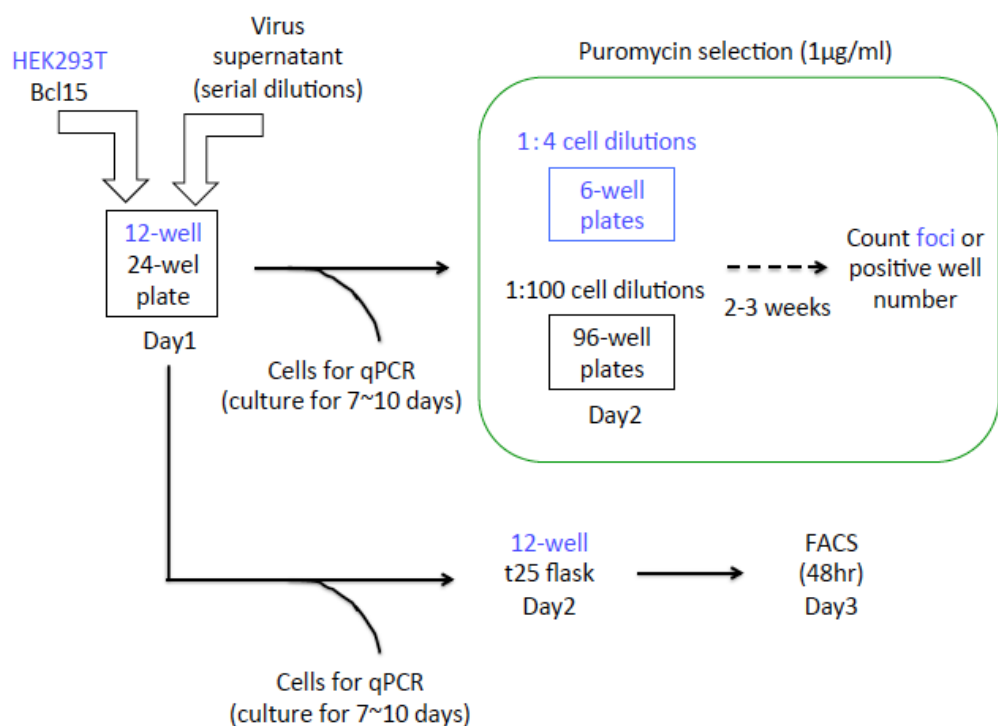 HEK293T
Bcl15
Virus
supernatant
(serial dilutions)
12-well
24-wel
plate
Day1
Cells for qPCR
(culture for 7~10 days)
Puromycin selection (1µg/ml)
1:4 cell dilutions
6-well
plates
1:100 cell dilutions
96-well
plates
Day2
2-3 weeks
Count foci or
positive well
number
Cells for qPCR
(culture for 7~10 days)
12-well
t25 flask
Day2
FACS
(48hr)
Day3